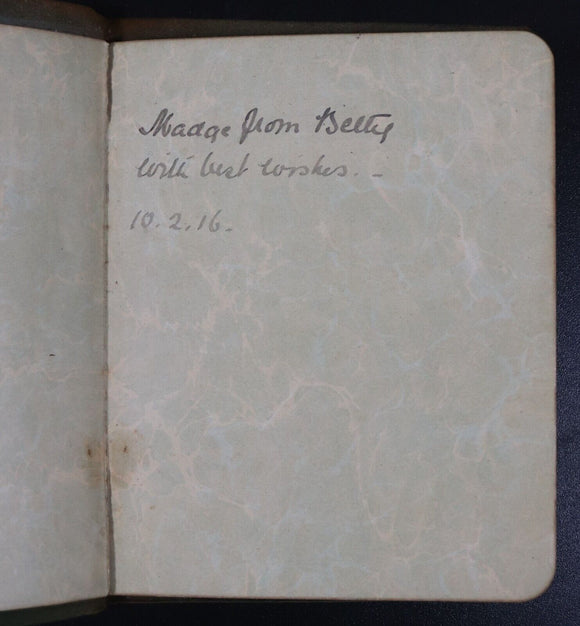 Madge from Betty
with best wishes. -
10.2.16.